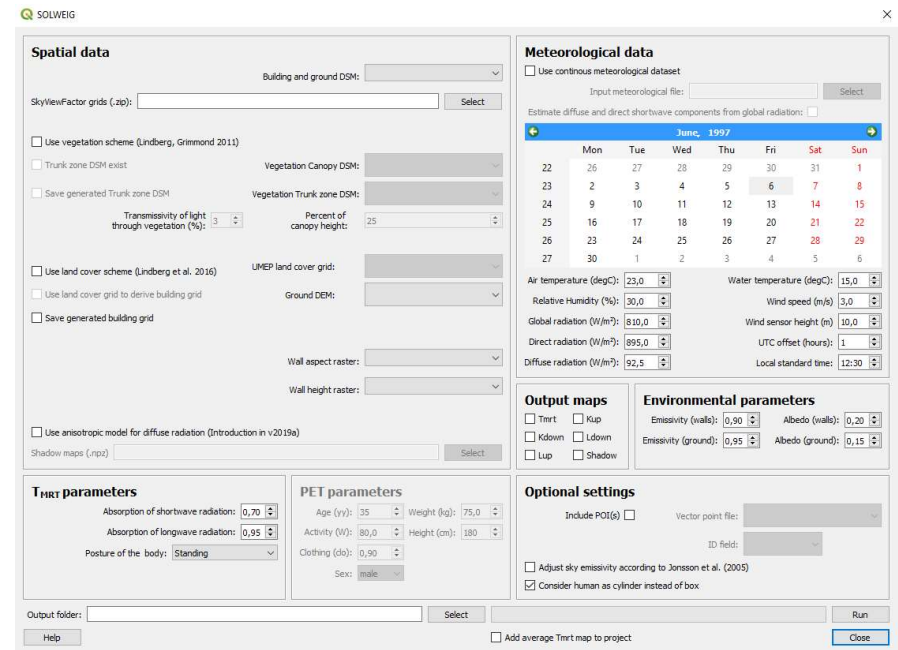 SOLWEIG
Spatial data
Building and ground DSM:
SkyViewFactor grids (.zip): Select
Use vegetation scheme (Lindberg, Grimmond 2011)
Trunk zone DSM exist Vegetation Canopy DSM:
Save generated Trunk zone DSM Vegetation Trunk zone DSM:
Transmissivity of light
through vegetation (%): 3
Percent of
canopy height: 25
Use land cover scheme (Lindberg et al. 2016) UMEP land cover grid:
Use land cover grid to derive building grid Ground DEM:
Save generated building grid
Wall aspect raster:
Wall height raster:
Use anisotropic model for diffuse radiation (Introduction in v2019a)
Shadow maps (.npz) Select
Meteorological data
Use continous meteorological dataset
Input meteorological file: Select
Estimate diffuse and direct shortwave components from global radiation:
June, 1997
Mon Tue Wed Thu Fri Sat Sun
22 26 27 28 29 30 31 1
23 2 3 4 5 6 7 8
24 9 10 11 12 13 14 15
25 16 17 18 19 20 21 22
26 23 24 25 26 27 28 29
27 30 1 2 3 4 5 6
Air temperature (degC): 23,0 Water temperature (degC): 15,0
Relative Humidity (%): 30,0 Wind speed (m/s) 3,0
Global radiation (W/m²): 810,0 Wind sensor height (m) 10,0
Direct radiation (W/m²): 895,0 UTC offset (hours): 1
Diffuse radiation (W/m²): 92,5 Local standard time: 12:30
Output maps
Tmrt Kup
Kdown Ldown
Lup Shadow
Environmental parameters
Emissivity (walls): 0,90 Albedo (walls): 0,20
Emissivity (ground): 0,95 Albedo (ground): 0,15
TMRT parameters
Absorption of shortwave radiation: 0,70
Absorption of longwave radiation: 0,95
Posture of the body: Standing
PET parameters
Age (yy): 35 Weight (kg): 75,0
Activity (W): 80,0 Height (cm): 180
Clothing (clo): 0,90
Sex: male
Optional settings
Include POI(s) Vector point file:
ID field:
Adjust sky emissivity according to Jonsson et al. (2005)
Consider human as cylinder instead of box
Output folder: Select Run
Help Add average Tmrt map to project Close